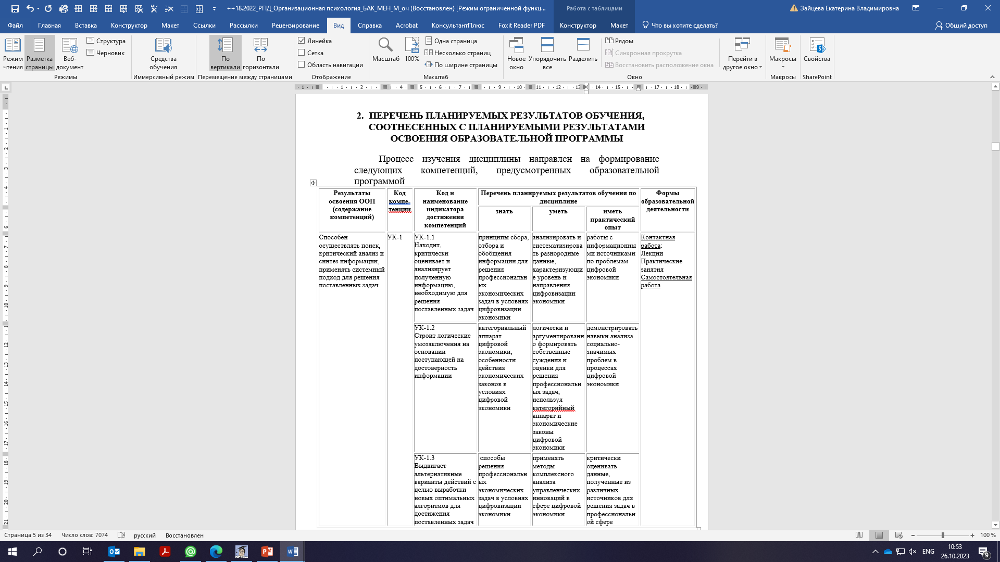 ++18.2022_РПД_Организационная психология_БАК_МЕН_М_оч (Восстановлен) [Режим ограниченной функц...
Работа с таблицами
Зайцева Екатерина Владимировна
Файл Главная Вставка Конструктор Макет Ссылки Рассылки Рецензирование Вид Справка Acrobat КонсультантПлюс Foxit Reader PDF Конструктор Макет Что вы хотите сделать? Общий доступ
Режим чтения
Разметка страницы
Веб-документ
Структура
Черновик
Режимы
Средства обучения
Иммерсивный режим
По вертикали
По горизонтали
Перемещение между страницами
Линейка
Сетка
Область навигации
Отображение
Масштаб
100%
Одна страница
Несколько страниц
По ширине страницы
Масштаб
Новое окно
Упорядочить все
Разделить
Рядом
Синхронная прокрутка
Восстановить расположение окна
Перейти в другое окно
Окно
Макросы
Макросы
Свойства
SharePoint
2. ПЕРЕЧЕНЬ ПЛАНИРУЕМЫХ РЕЗУЛЬТАТОВ ОБУЧЕНИЯ,
СООТНЕСЕННЫХ С ПЛАНИРУЕМЫМИ РЕЗУЛЬТАТАМИ
ОСВОЕНИЯ ОБРАЗОВАТЕЛЬНОЙ ПРОГРАММЫ
Процесс изучения дисциплины направлен на формирование
следующих компетенций, предусмотренных образовательной
программой
Результаты
освоения ООП
(содержание
компетенций)
Код
компе-
тенции
Код и
наименование
индикатора
достижения
компетенций
Перечень планируемых результатов обучения по
дисциплине
знать
уметь
иметь
практический
опыт
Формы
образовательной
деятельности
Способен
осуществлять поиск,
критический анализ и
синтез информации,
применять системный
подход для решения
поставленных задач
УК-1
УК-1.1
Находит,
критически
оценивает и
анализирует
полученную
информацию,
необходимую для
решения
поставленных задач
принципы сбора,
отбора и
обобщения
информации для
решения
профессиональн
ых
экономических
задач в условиях
цифровизации
экономики
анализировать и
систематизирова
ть разнородные
данные,
характеризующи
е уровень и
направления
цифровизации
экономики
работы с
информационны
ми источниками
по проблемам
цифровой
экономики
Контактная
работа:
Лекции
Практические
занятия
Самостоятельная
работа
УК-1.2
Строит логические
умозаключения на
основании
поступающей на
достоверность
информации
категориальный
аппарат
цифровой
экономики,
особенности
действия
экономических
законов в
условиях
цифровой
экономики
логически и
аргументированн
о формировать
собственные
суждения и
оценки для
решения
профессиональн
ых задач,
используя
категорийный
аппарат и
экономические
законы
цифровой
экономики
демонстрировать
навыки анализа
социально-
значимых
проблем в
процессах
цифровой
экономики
УК-1.3
Выдвигает
альтернативные
варианты действий с
целью выработки
новых оптимальных
алгоритмов для
достижения
поставленных задач
способы
решения
профессиональн
ых
экономических
задач в условиях
цифровизации
экономики
применять
методы
комплексного
анализа
управленческих
инноваций в
сфере цифровой
экономики
критически
оценивать
данные,
полученные из
различных
источников для
решения задач в
профессиональн
ой сфере
Страница 5 из 34 Число слов: 7074 русский Восстановлен 100 %
ENG
10:53
26.10.2023
9